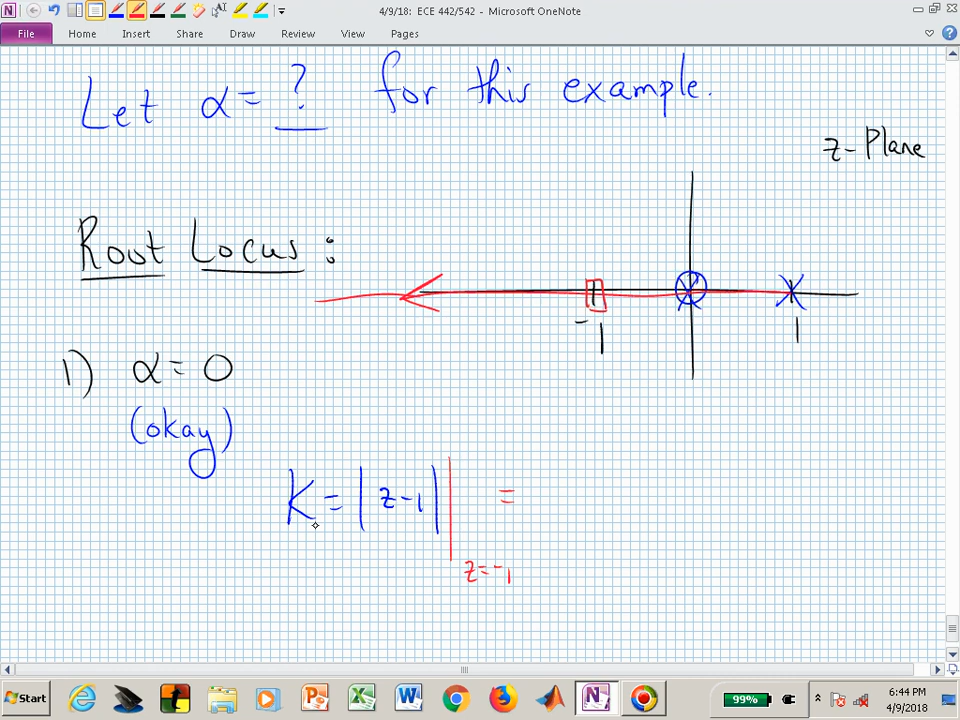 4/9/18: ECE 442/542 - Microsoft OneNote
File Home Insert Share Draw Review View Pages
Let α = ? for this example.
z-Plane
Root Locus :
-1 1
1) α = 0
(okay)
K = | z-1 | =
z=-1
Start
99%
6:44 PM
4/9/2018